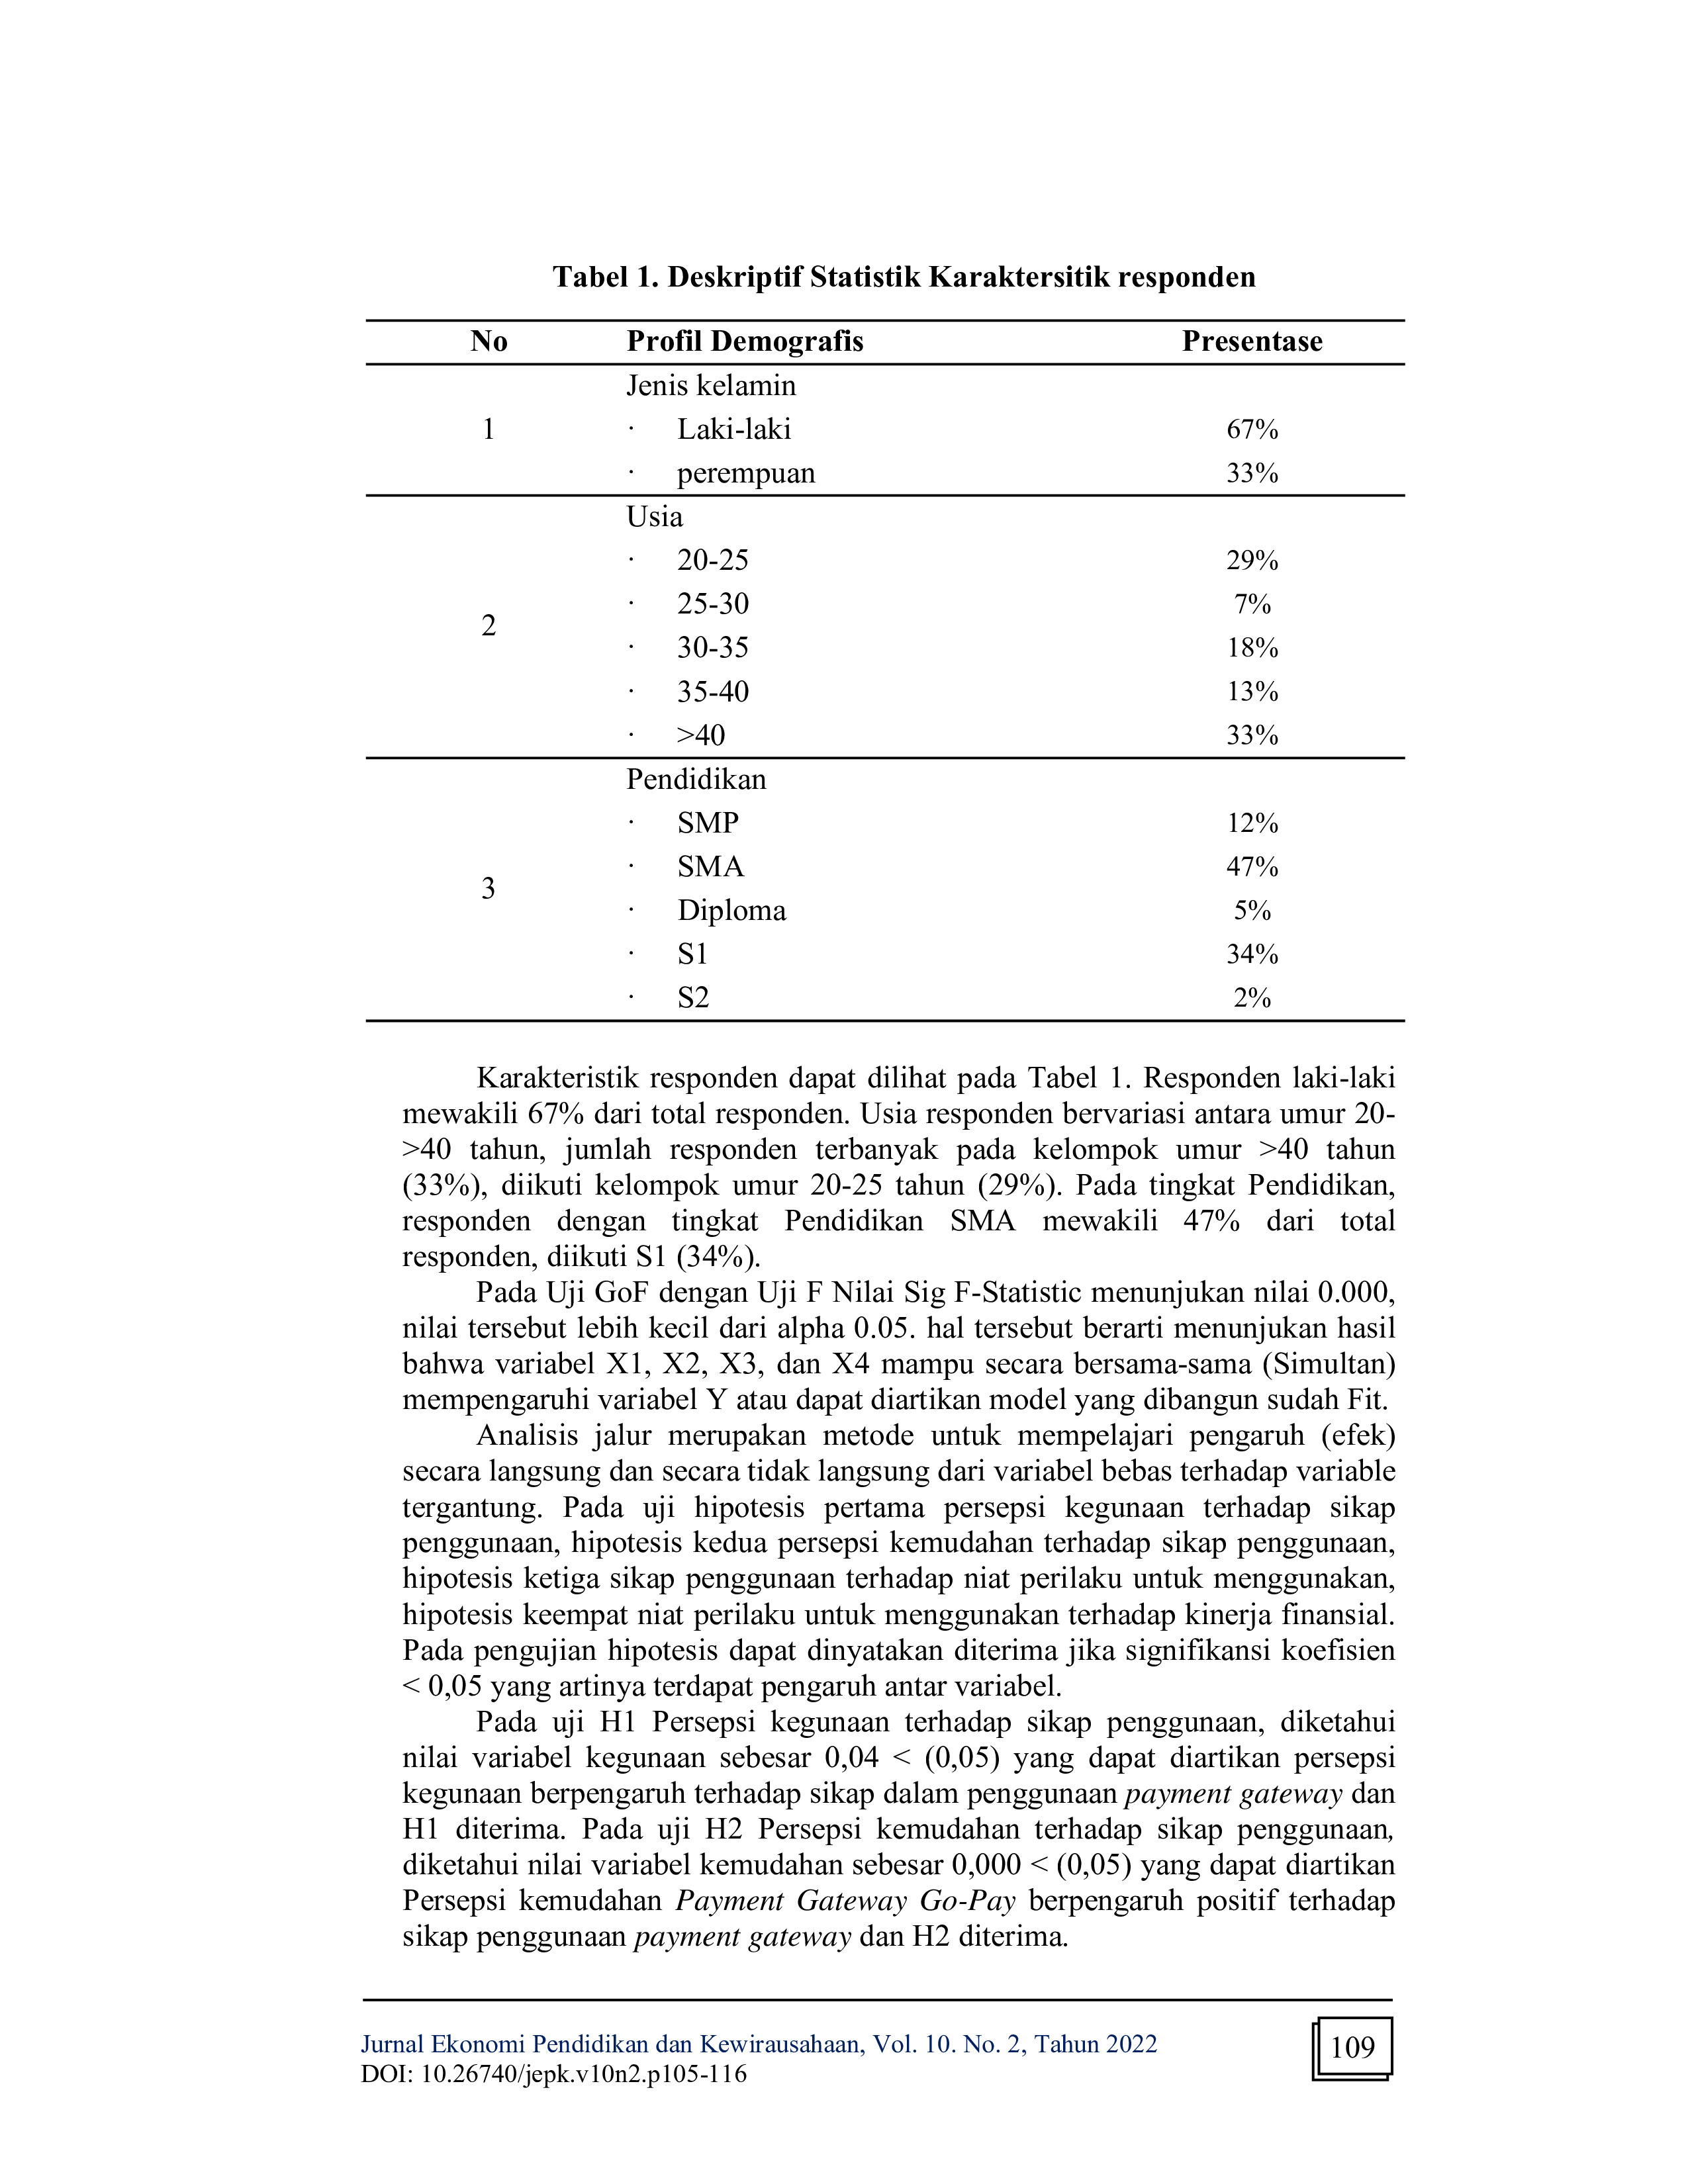 Tabel 1. Deskriptif Statistik Karaktersitik responden
No Profil Demografis Presentase
Jenis kelamin
1 · Laki-laki 67%
· perempuan 33%
Usia
· 20-25 29%
· 25-30 7%
2
· 30-35 18%
· 35-40 13%
· >40 33%
Pendidikan
· SMP 12%
· SMA 47%
3
· Diploma 5%
· S1 34%
· S2 2%
Karakteristik responden dapat dilihat pada Tabel 1. Responden laki-laki
mewakili 67% dari total responden. Usia responden bervariasi antara umur 20-
>40 tahun, jumlah responden terbanyak pada kelompok umur >40 tahun
(33%), diikuti kelompok umur 20-25 tahun (29%). Pada tingkat Pendidikan,
responden dengan tingkat Pendidikan SMA mewakili 47% dari total
responden, diikuti S1 (34%).
Pada Uji GoF dengan Uji F Nilai Sig F-Statistic menunjukan nilai 0.000,
nilai tersebut lebih kecil dari alpha 0.05. hal tersebut berarti menunjukan hasil
bahwa variabel X1, X2, X3, dan X4 mampu secara bersama-sama (Simultan)
mempengaruhi variabel Y atau dapat diartikan model yang dibangun sudah Fit.
Analisis jalur merupakan metode untuk mempelajari pengaruh (efek)
secara langsung dan secara tidak langsung dari variabel bebas terhadap variable
tergantung. Pada uji hipotesis pertama persepsi kegunaan terhadap sikap
penggunaan, hipotesis kedua persepsi kemudahan terhadap sikap penggunaan,
hipotesis ketiga sikap penggunaan terhadap niat perilaku untuk menggunakan,
hipotesis keempat niat perilaku untuk menggunakan terhadap kinerja finansial.
Pada pengujian hipotesis dapat dinyatakan diterima jika signifikansi koefisien
< 0,05 yang artinya terdapat pengaruh antar variabel.
Pada uji H1 Persepsi kegunaan terhadap sikap penggunaan, diketahui
nilai variabel kegunaan sebesar 0,04 < (0,05) yang dapat diartikan persepsi
kegunaan berpengaruh terhadap sikap dalam penggunaan payment gateway dan
H1 diterima. Pada uji H2 Persepsi kemudahan terhadap sikap penggunaan,
diketahui nilai variabel kemudahan sebesar 0,000 < (0,05) yang dapat diartikan
Persepsi kemudahan Payment Gateway Go-Pay berpengaruh positif terhadap
sikap penggunaan payment gateway dan H2 diterima.
Jurnal Ekonomi Pendidikan dan Kewirausahaan, Vol. 10. No. 2, Tahun 2022
DOI: 10.26740/jepk.v10n2.p105-116
109